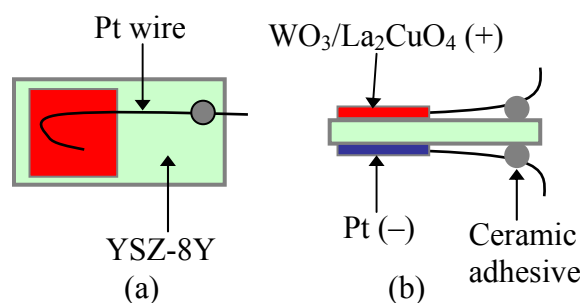 Pt wire
YSZ-8Y
(a)
WO₃/La₂CuO₄ (+)
Pt (–)
Ceramic
adhesive
(b)